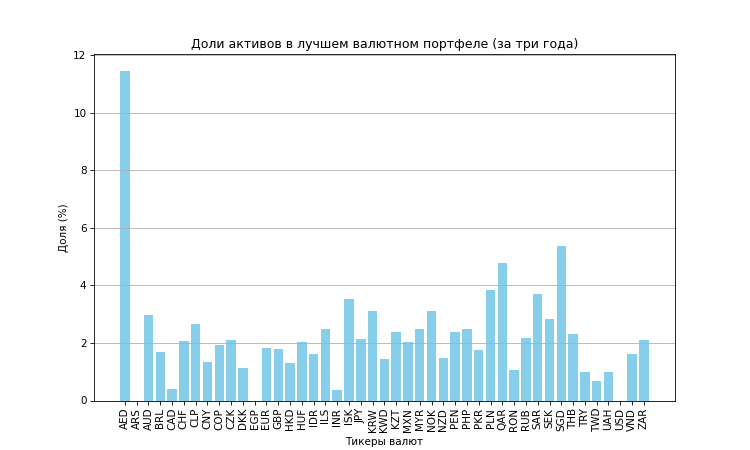 Доли активов в лучшем валютном портфеле (за три года)
Доля (%)
12
10
8
6
4
2
0
AED ARS AUD BRL CAD CHF CLP CNY COP CZK DKK EGP EUR GBP HKD HUF IDR ILS INR ISK JPY KRW KWD KZT MXN MYR NOK NZD PEN PHP PKR PLN QAR RON RUB SAR SEK SGD THB TRY TWD UAH USD VND ZAR
Тикеры валют